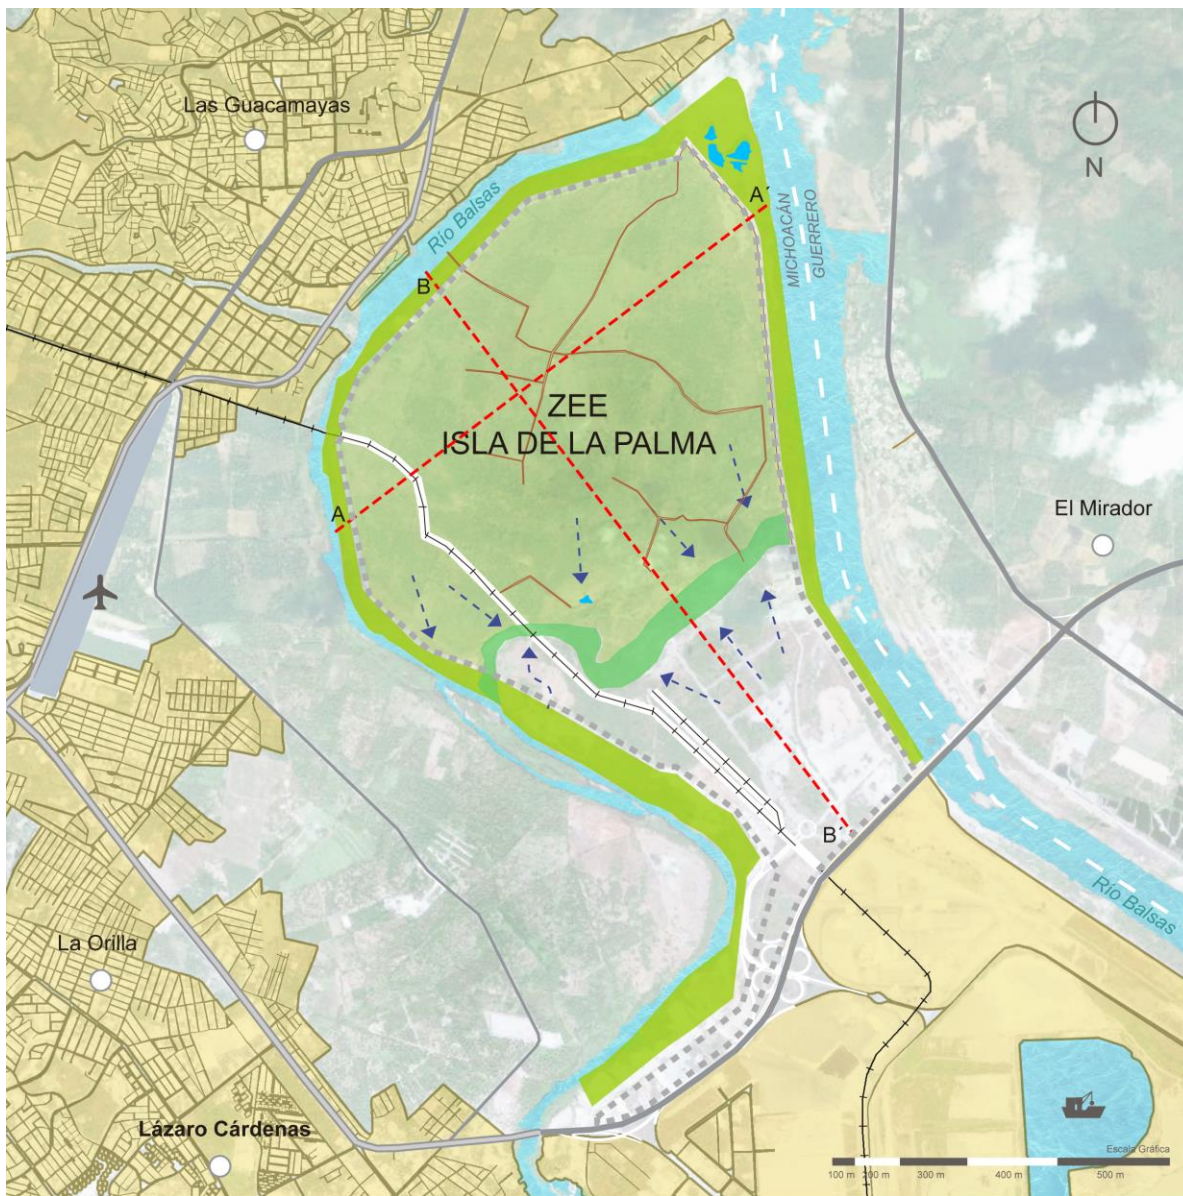 Las Guacamayas
N
Río Balsas
A´
MICHOACÁN
GUERRERO
B
ZEE
ISLA DE LA PALMA
A
El Mirador
B´
Río Balsas
La Orilla
Lázaro Cárdenas
Escala Gráfica
100 m 200 m 300 m 400 m 500 m